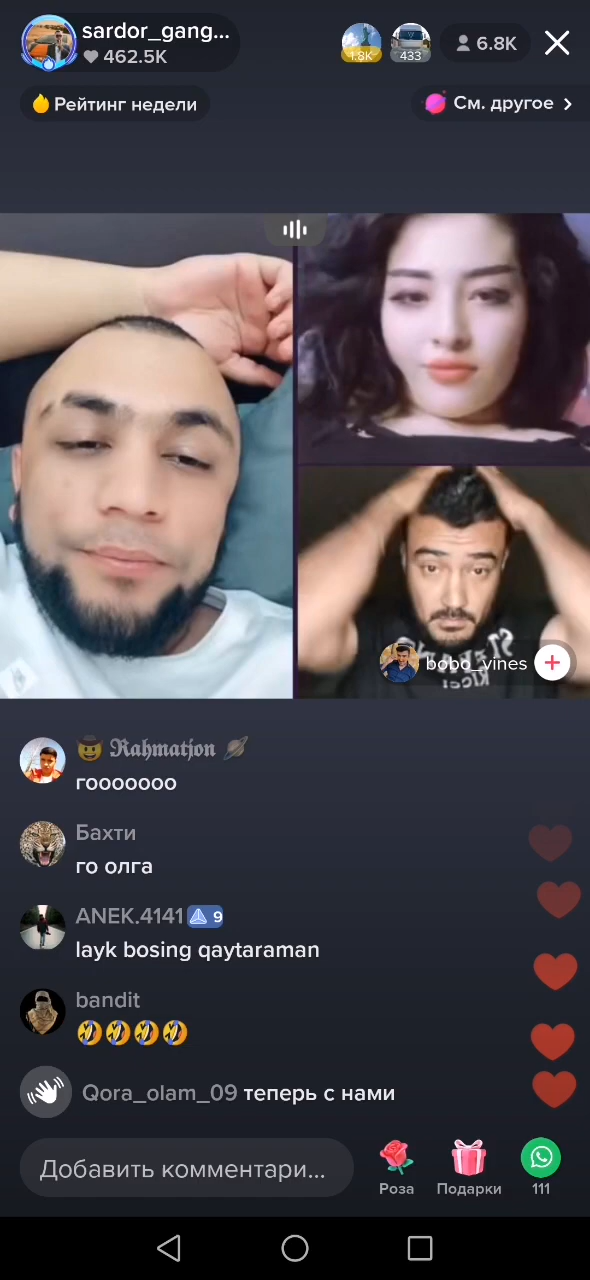 sardor_gang...
462.5K
1.8K
433
6.8K
Рейтинг недели
См. другое
bobo_vines
ℜ𝔞𝔥𝔪𝔞𝔱𝔧𝔬𝔫
гооооооо
Бахти
го олга
ANEK.4141 9
layk bosing qaytaraman
bandit
🤣🤣🤣🤣
Qora_olam_09 теперь с нами
Добавить комментари...
Роза
Подарки
111